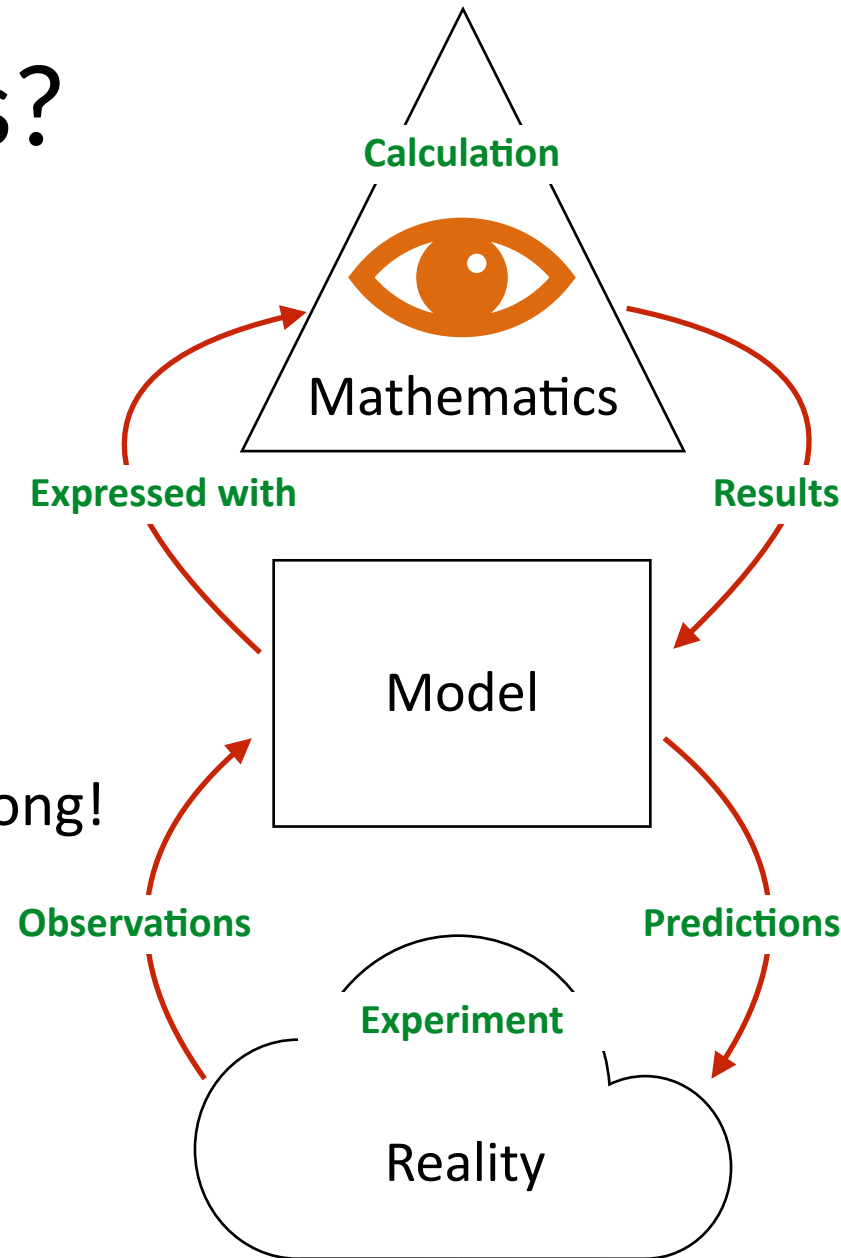 s?
Calculation
Mathematics
Expressed with
Results
Model
ong!
Observations
Predictions
Experiment
Reality